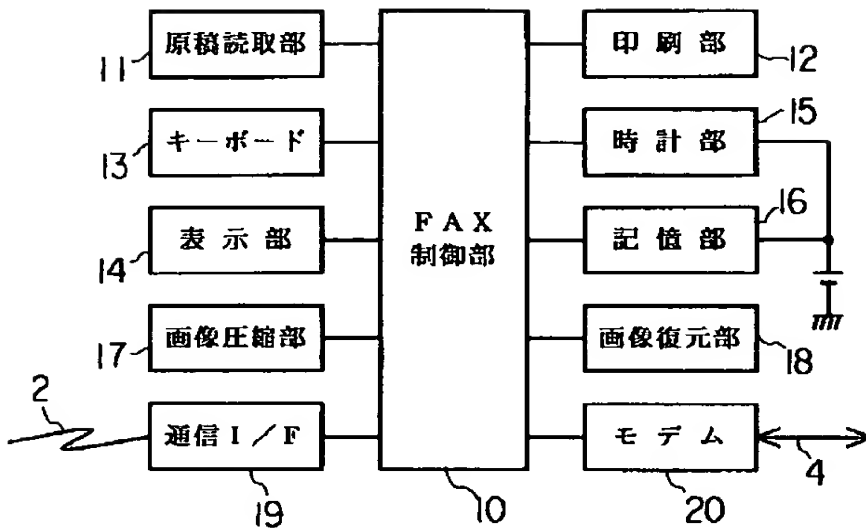 原稿読取部
11
印刷部
12
キーボード
13
時計部
15
表示部
14
FAX
制御部
記憶部
16
画像圧縮部
17
画像復元部
18
2
通信I/F
19
10
モデム
20
4